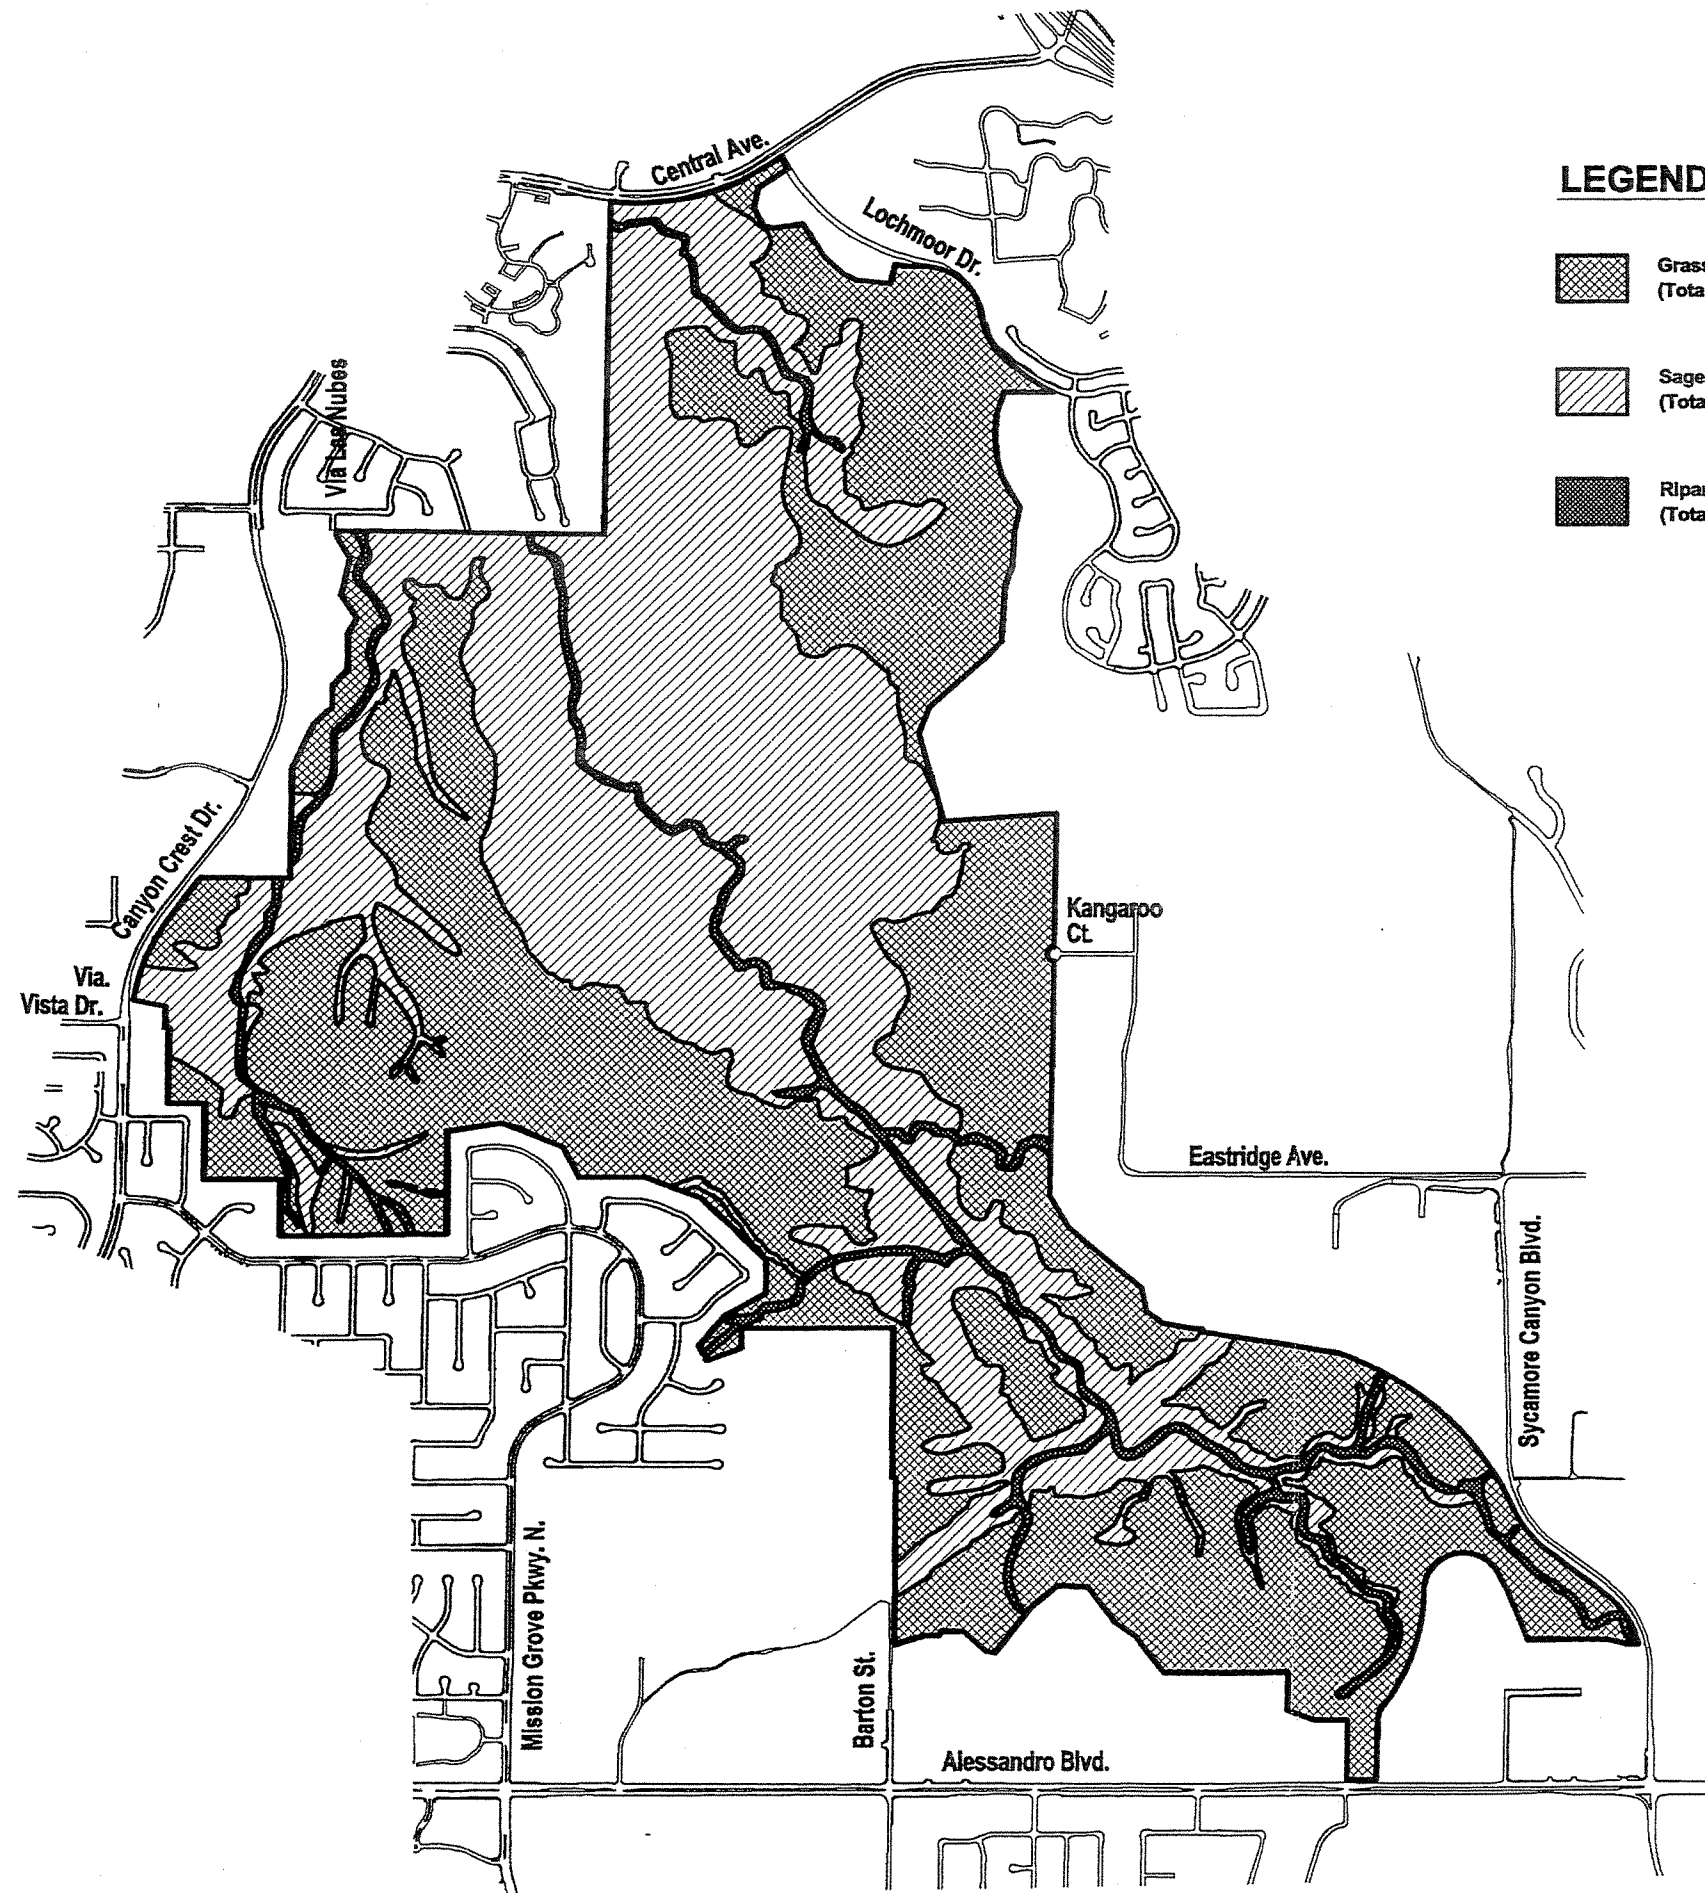 Central Ave.
LEGEND
Lochmoor Dr.
Grass
(Tota
Via Las Nubes
Sage
(Tota
Ripar
(Tota
Canyon Crest Dr.
Kangaroo
Ct.
Via.
Vista Dr.
Eastridge Ave.
Sycamore Canyon Blvd.
Mission Grove Pkwy. N.
Barton St.
Alessandro Blvd.